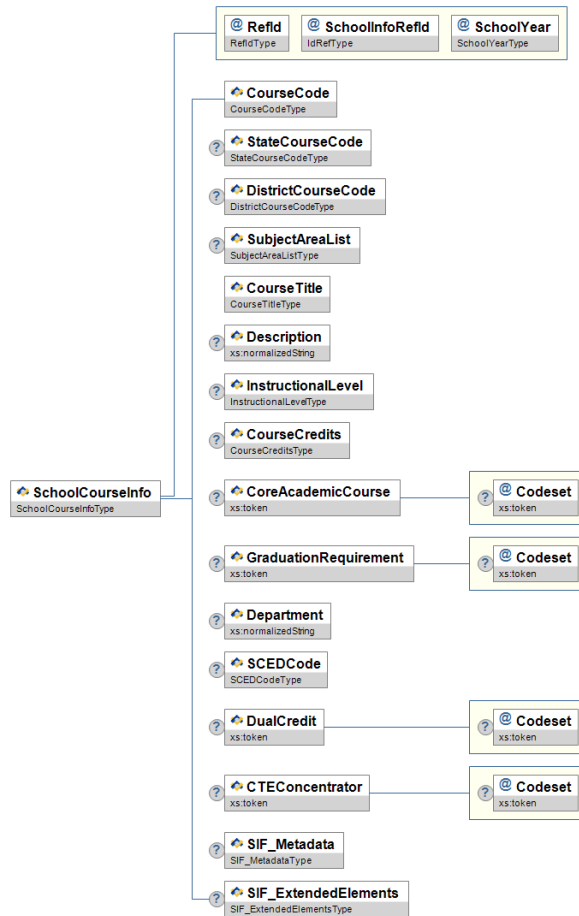 @ RefId
RefIdType
@ SchoolInfoRefId
IdRefType
@ SchoolYear
SchoolYearType
CourseCode
CourseCodeType
? StateCourseCode
StateCourseCodeType
? DistrictCourseCode
DistrictCourseCodeType
? SubjectAreaList
SubjectAreaListType
CourseTitle
CourseTitleType
? Description
xs:normalizedString
? InstructionalLevel
InstructionalLevelType
? CourseCredits
CourseCreditsType
SchoolCourseInfo
SchoolCourseInfoType
? CoreAcademicCourse
xs:token
? @ Codeset
xs:token
? GraduationRequirement
xs:token
? @ Codeset
xs:token
? Department
xs:normalizedString
? SCEDCode
SCEDCodeType
? DualCredit
xs:token
? @ Codeset
xs:token
? CTEConcentrator
xs:token
? @ Codeset
xs:token
? SIF_Metadata
SIF_MetadataType
? SIF_ExtendedElements
SIF_ExtendedElementsType